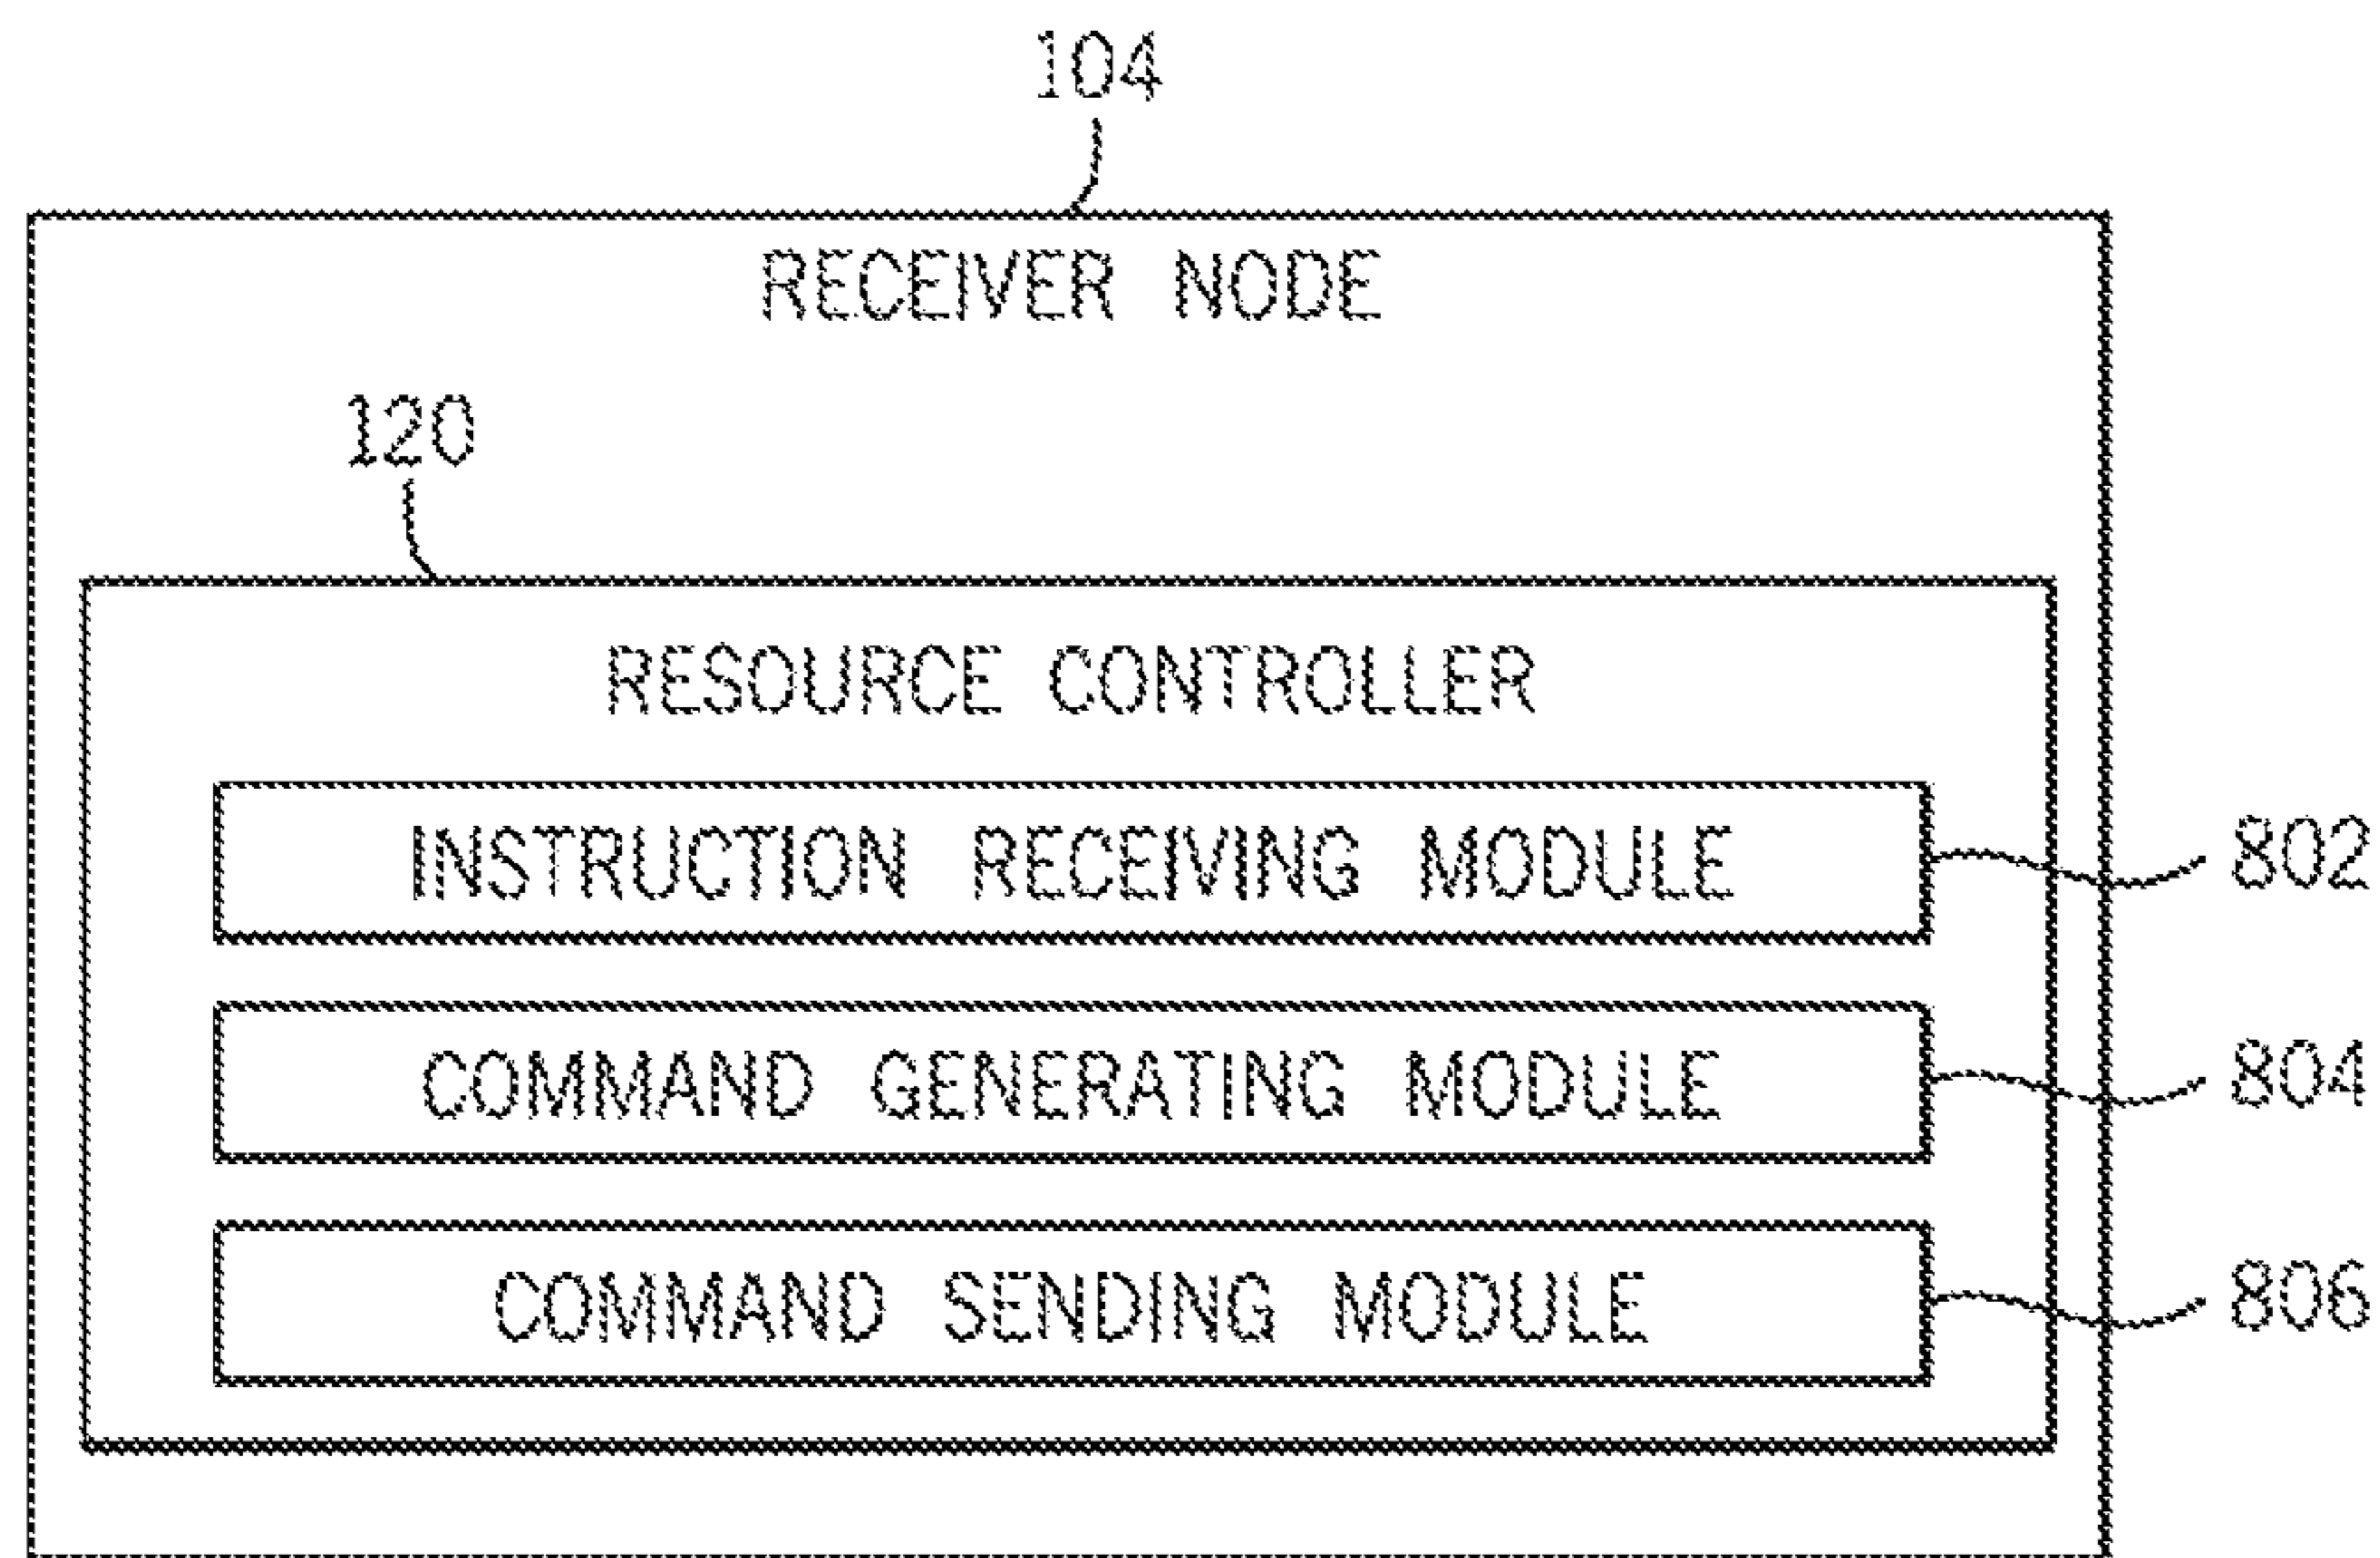 104
RECEIVER NODE
120
RESOURCE CONTROLLER
INSTRUCTION RECEIVING MODULE 802
COMMAND GENERATING MODULE 804
COMMAND SENDING MODULE 806